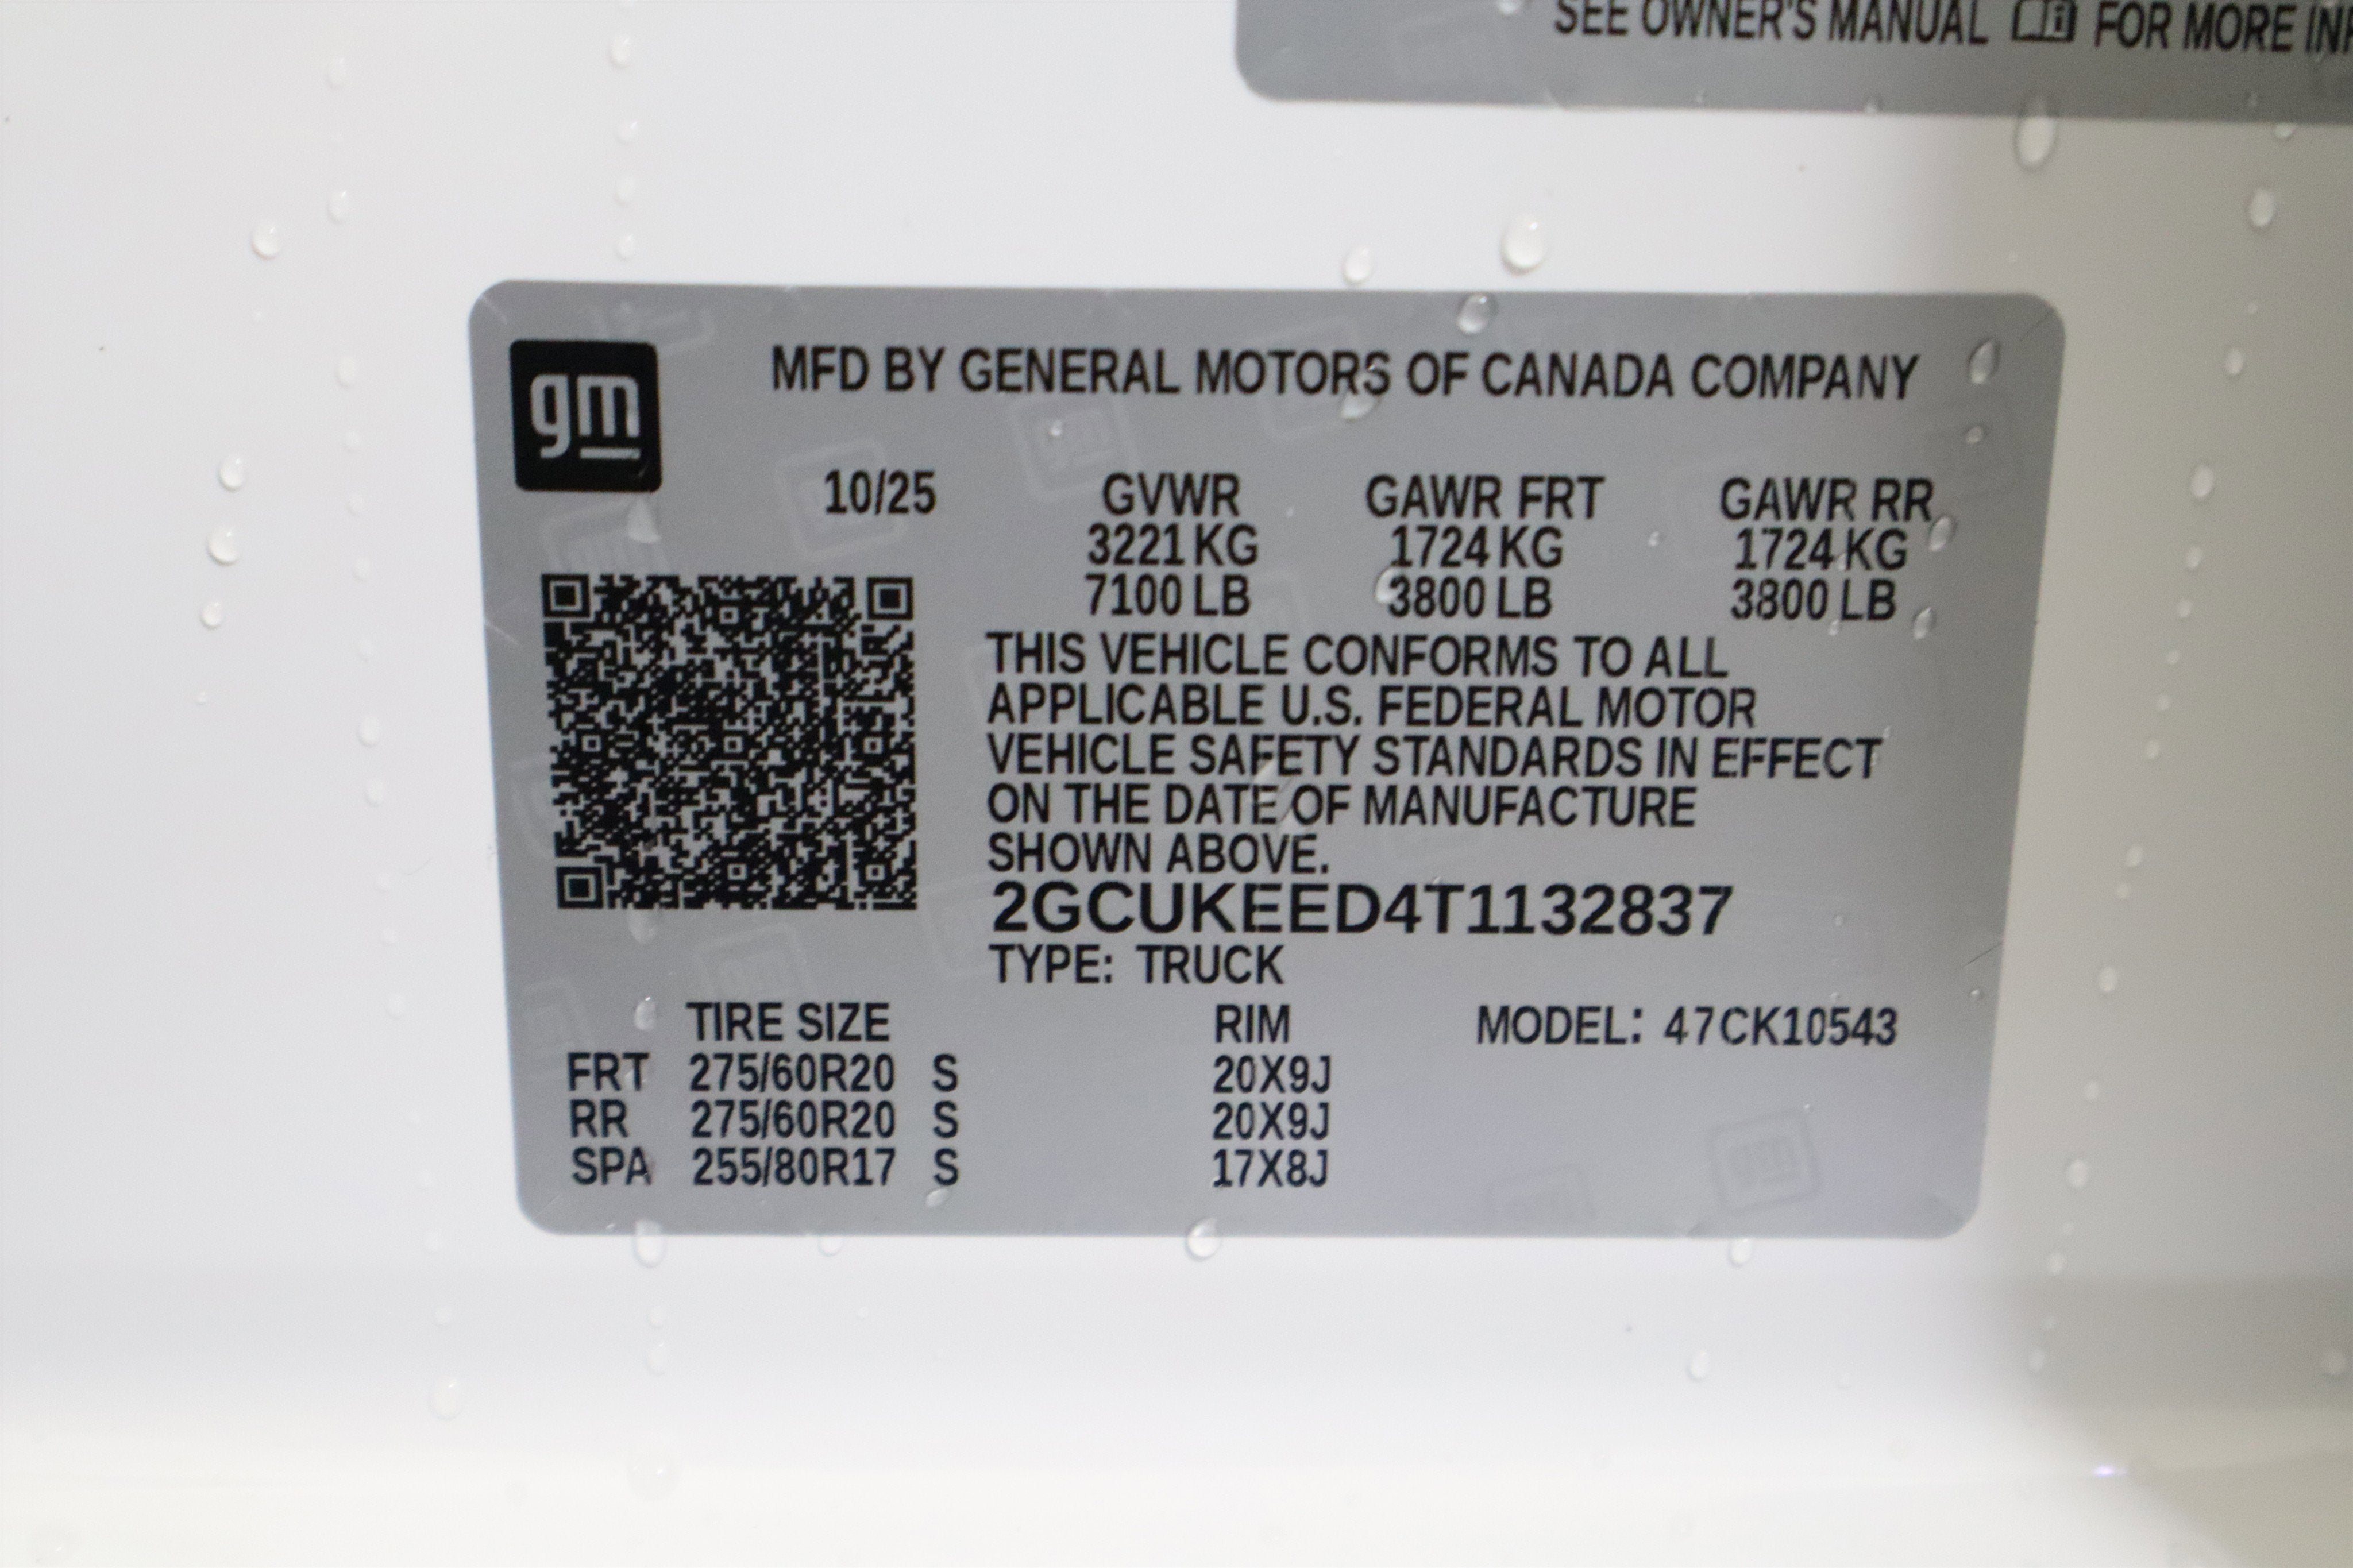 SEE OWNER'S MANUAL FOR MORE
gm
MFD BY GENERAL MOTORS OF CANADA COMPANY
10/25 GVWR GAWR FRT GAWR RR
3221 KG 1724 KG 1724 KG
7100 LB 3800 LB 3800 LB
THIS VEHICLE CONFORMS TO ALL
APPLICABLE U.S. FEDERAL MOTOR
VEHICLE SAFETY STANDARDS IN EFFECT
ON THE DATE OF MANUFACTURE
SHOWN ABOVE.
2GCUKEED4T1132837
TYPE: TRUCK
TIRE SIZE RIM MODEL: 47CK10543
FRT 275/60R20 S 20X9J
RR 275/60R20 S 20X9J
SPA 255/80R17 S 17X8J